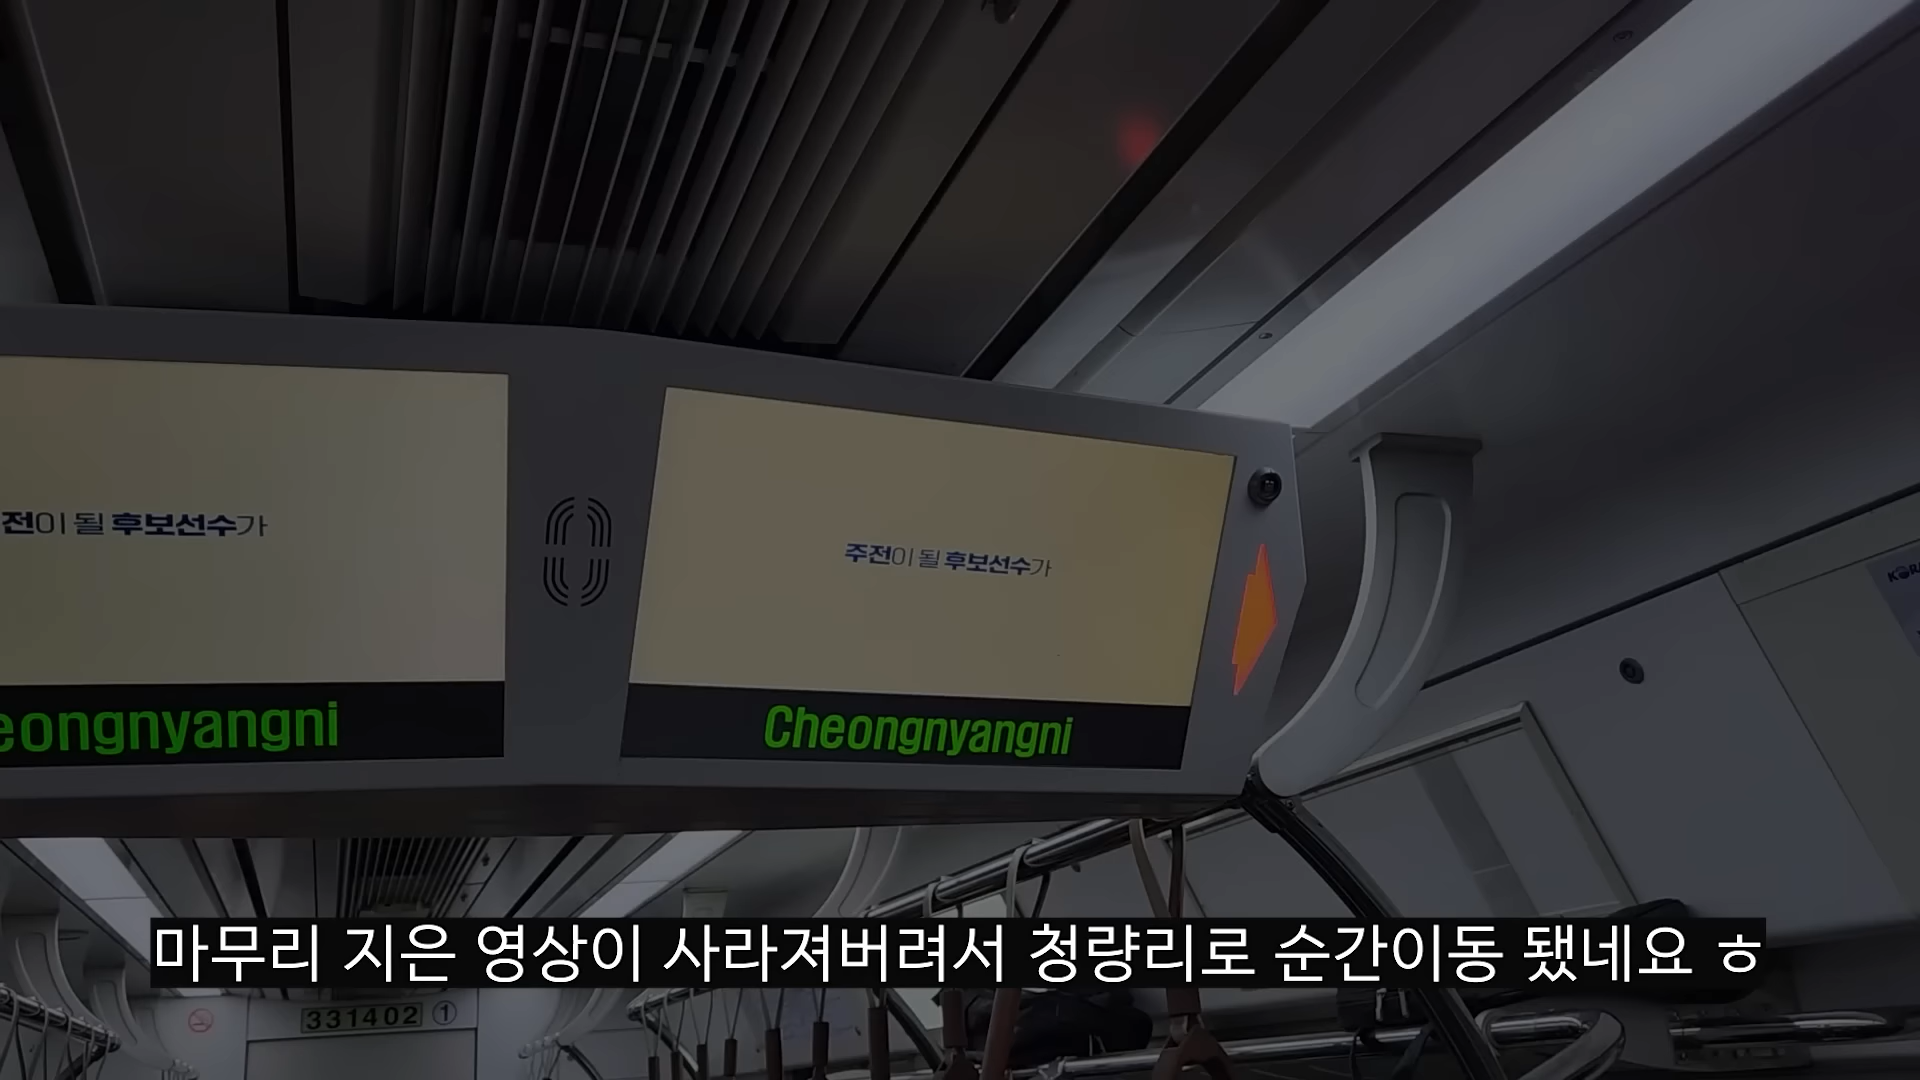 전이 될 후보선수가
주전이 될 후보선수가
eongnyangni
Cheongnyangni
마무리 지은 영상이 사라져버려서 청량리로 순간이동 됐네요 ㅎ
331402 1